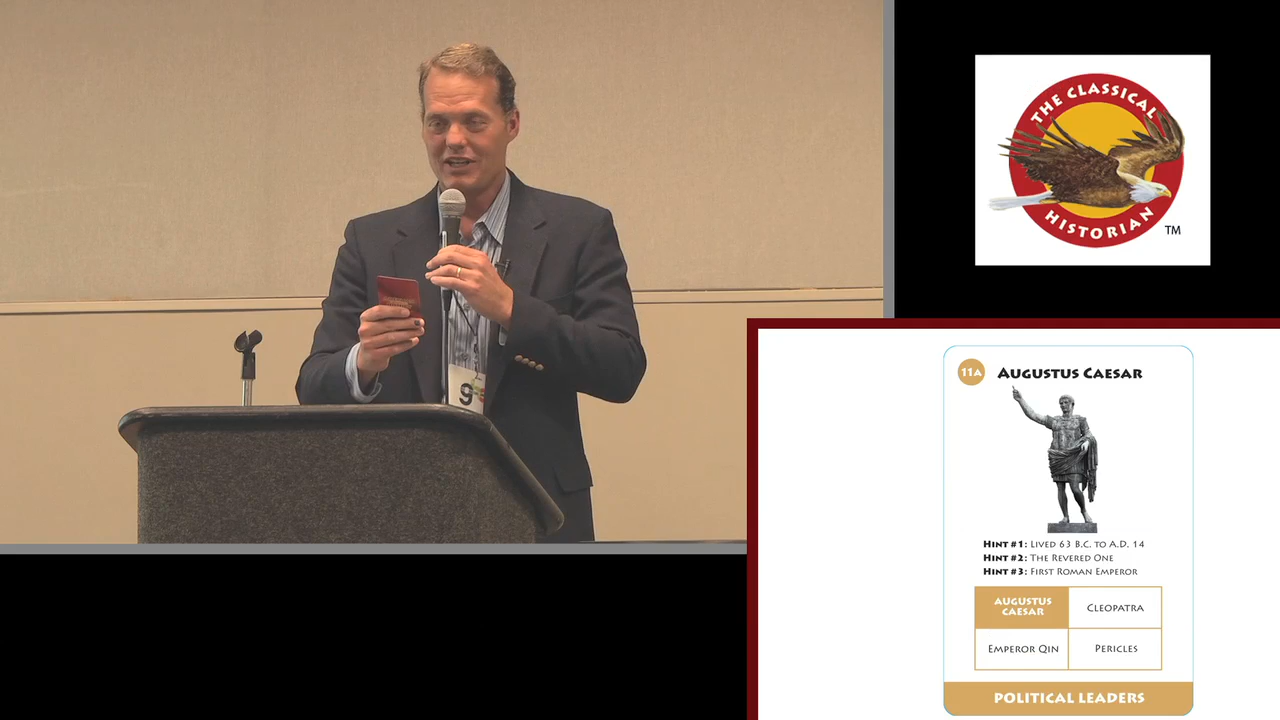 THE CLASSICAL
HISTORIAN
TM
9
11A
AUGUSTUS CAESAR
HINT #1: LIVED 63 B.C. TO A.D. 14
HINT #2: THE REVERED ONE
HINT #3: FIRST ROMAN EMPEROR
AUGUSTUS
CAESAR
CLEOPATRA
EMPEROR QIN
PERICLES
POLITICAL LEADERS